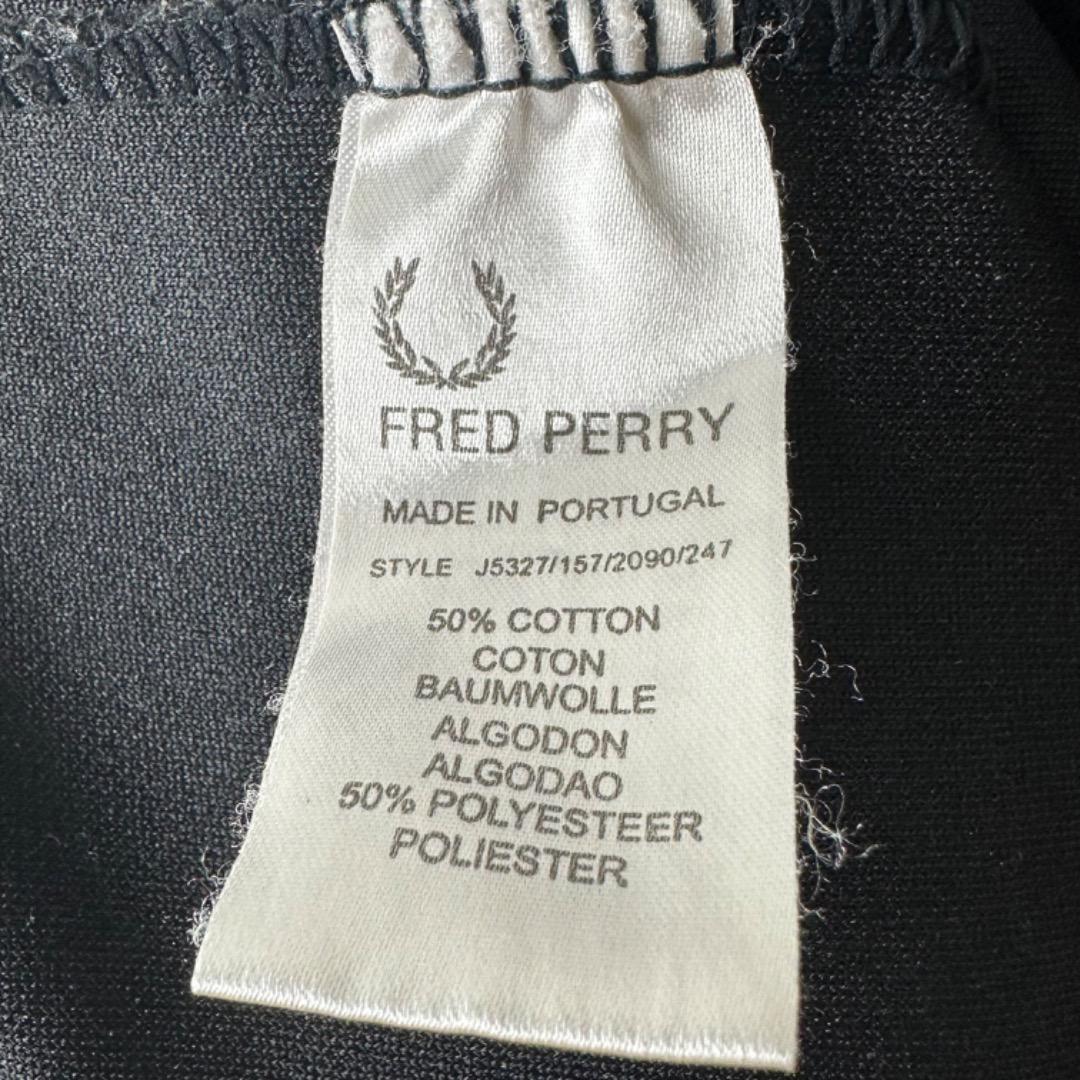 FRED PERRY
MADE IN PORTUGAL
STYLE J5327/157/2090/247
50% COTTON
COTON
BAUMWOLLE
ALGODON
ALGODAO
50% POLYESTEER
POLIESTER